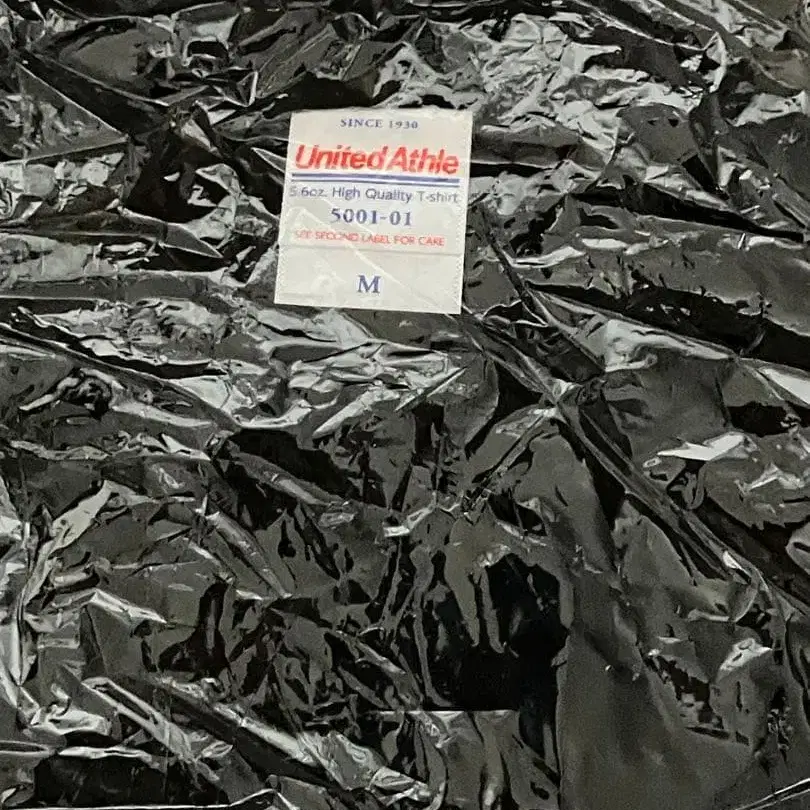 SINCE 1930
United Athle
5.6oz. High Quality T-shirt
5001-01
SEE SECOND LABEL FOR CARE
M